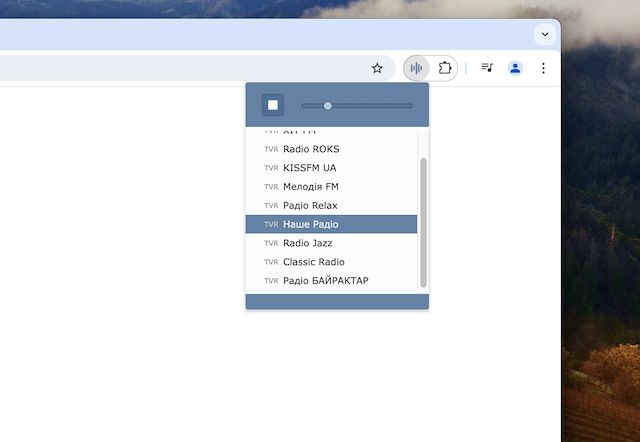 TVR Radio ROKS
TVR KISSFM UA
TVR Мелодія FM
TVR Радіо Relax
TVR Наше Радіо
TVR Radio Jazz
TVR Classic Radio
TVR Радіо БАЙРАКТАР